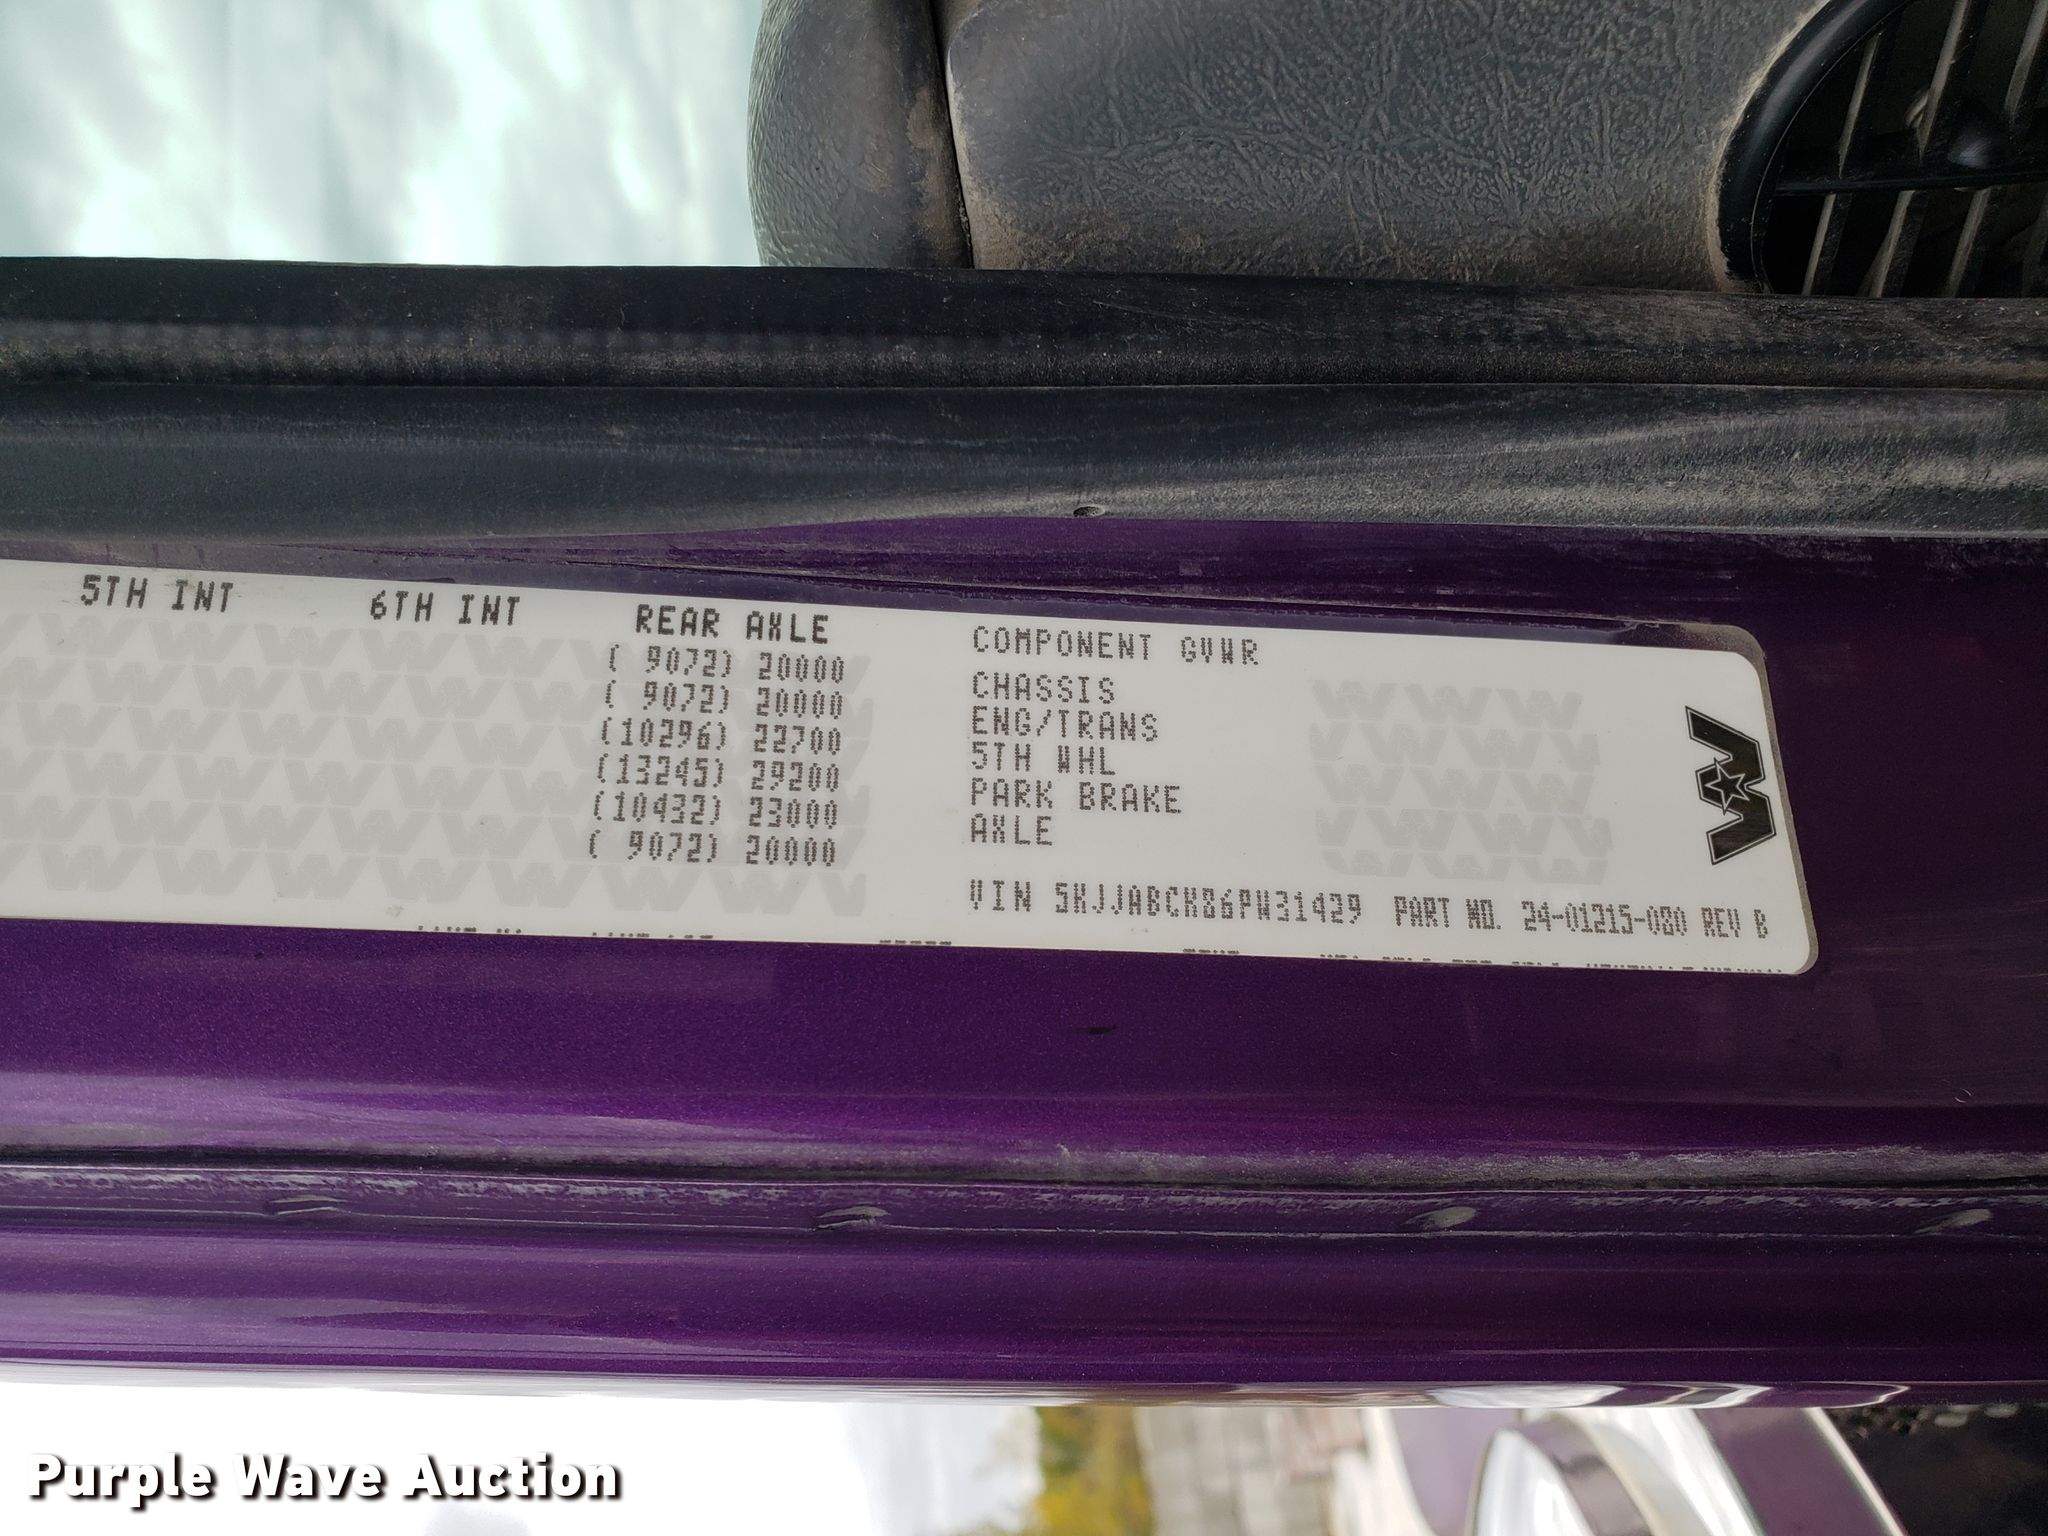 5TH INT 6TH INT REAR AXLE
( 9072) 20000
( 9072) 20000
(10296) 22700
(13245) 29200
(10432) 23000
( 9072) 20000
COMPONENT GVWR
CHASSIS
ENG/TRANS
5TH WHL
PARK BRAKE
AXLE
VIN 5KJJABCK86PW31429 PART NO. 24-01215-080 REV B
Purple Wave Auction